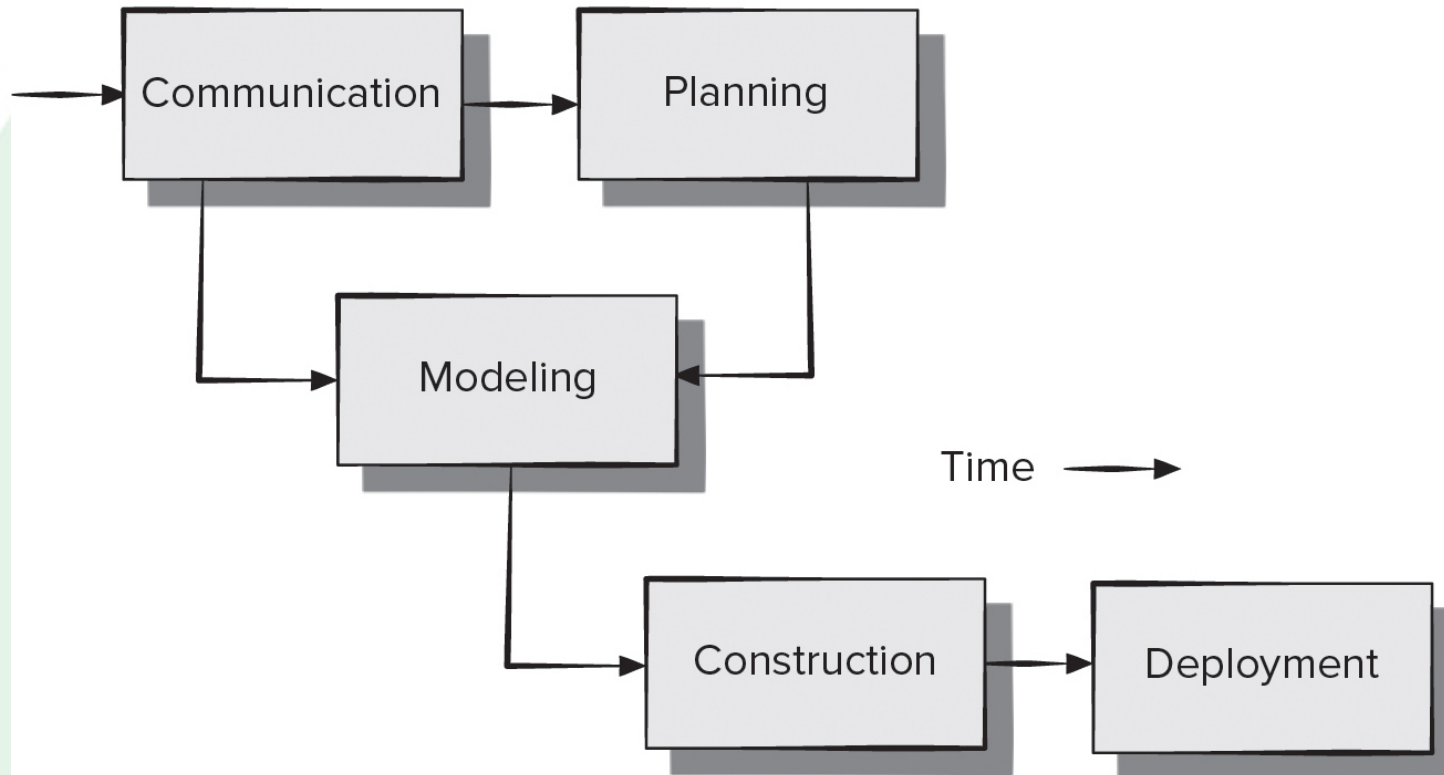 Communication
Planning
Modeling
Time
Construction
Deployment